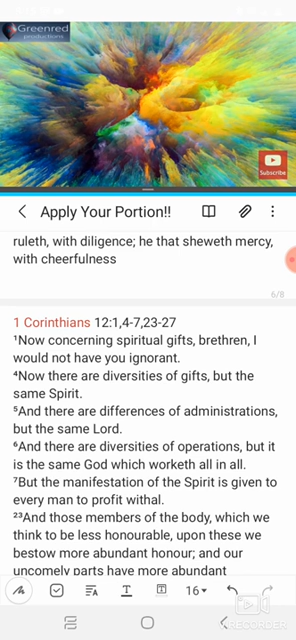 Greenred
productions
Subscribe
Apply Your Portion!!
ruleth, with diligence; he that sheweth mercy,
with cheerfulness
6/8
1 Corinthians 12:1,4-7,23-27
¹Now concerning spiritual gifts, brethren, I
would not have you ignorant.
⁴Now there are diversities of gifts, but the
same Spirit.
⁵And there are differences of administrations,
but the same Lord.
⁶And there are diversities of operations, but it
is the same God which worketh all in all.
⁷But the manifestation of the Spirit is given to
every man to profit withal.
²³And those members of the body, which we
think to be less honourable, upon these we
bestow more abundant honour; and our
uncomely parts have more abundant
16
RECORDER